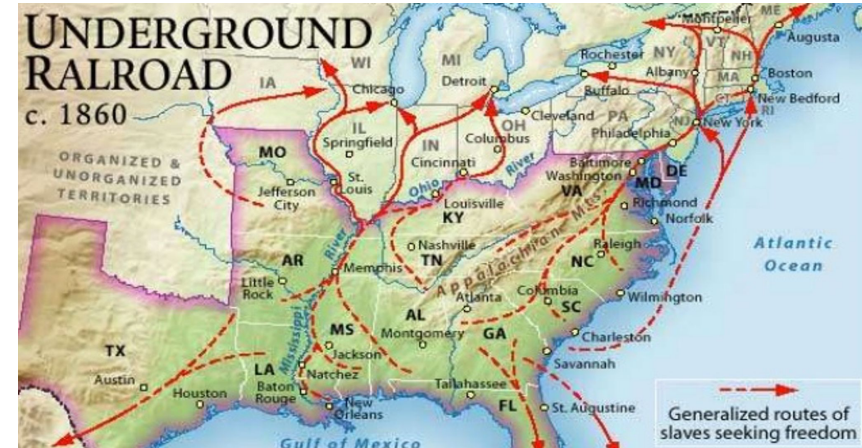 UNDERGROUND
RALROAD
c. 1860
ORGANIZED &
UNORGANIZED
TERRITORIES
IA
WI
MI
Chicago
Detroit
IL
Springfield
IN
OH
Columbus
Cincinnati
Cleveland
Ohio
River
MO
Jefferson
City
St.
Louis
Louisville
KY
Rochester
Buffalo
NY
Albany
Montpelier
VT
NH
ME
Augusta
MA
Boston
CT
RI
New Bedford
NJ
New York
PA
Philadelphia
Baltimore
Washington
MD
DE
VA
Richmond
Norfolk
Appalachian Mts.
Nashville
TN
Raleigh
NC
Wilmington
AR
Little
Rock
River
Mississippi
Memphis
MS
Jackson
Natchez
AL
Montgomery
Atlanta
GA
Columbia
SC
Charleston
Savannah
Atlantic
Ocean
TX
Austin
Houston
LA
Baton
Rouge
New
Orleans
Tallahassee
FL
St. Augustine
Gulf of Mexico
Generalized routes of
slaves seeking freedom